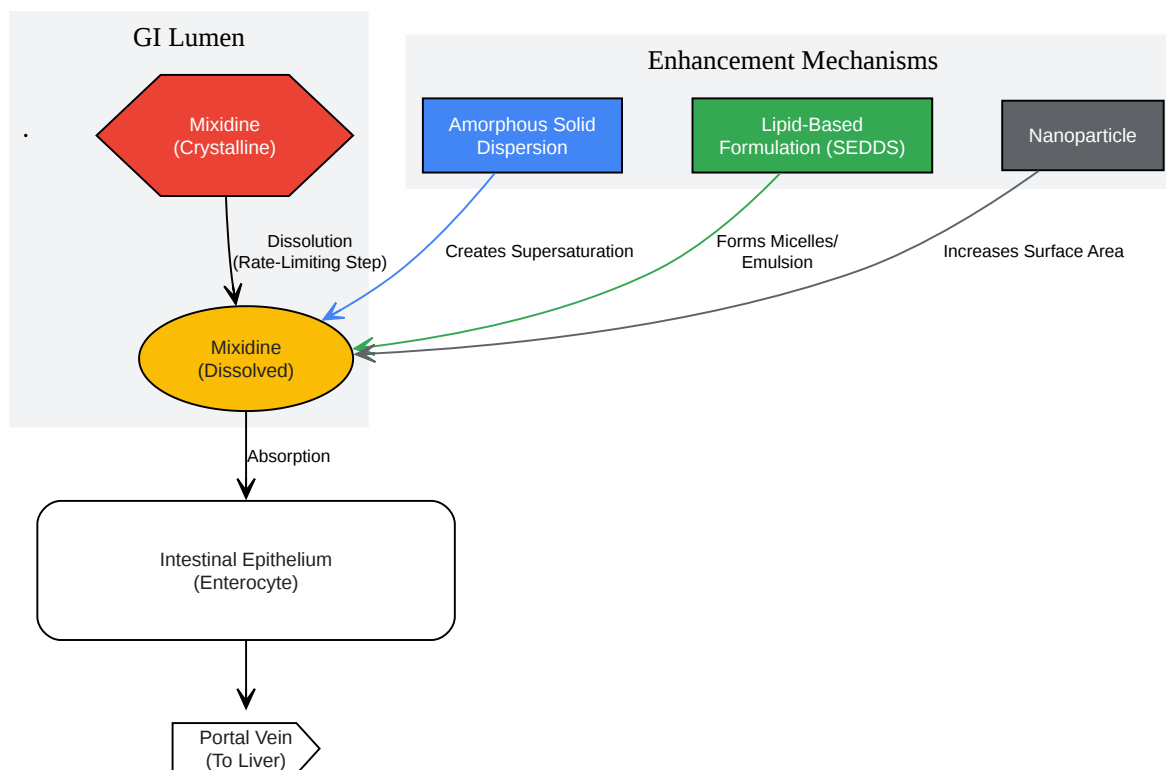 GI Lumen
Enhancement Mechanisms
Mixidine
(Crystalline)
Amorphous Solid
Dispersion
Lipid-Based
Formulation (SEDDS)
Nanoparticle
.
Dissolution
(Rate-Limiting Step)
Creates Supersaturation
Forms Micelles/
Emulsion
Increases Surface Area
Mixidine
(Dissolved)
Absorption
Intestinal Epithelium
(Enterocyte)
Portal Vein
(To Liver)